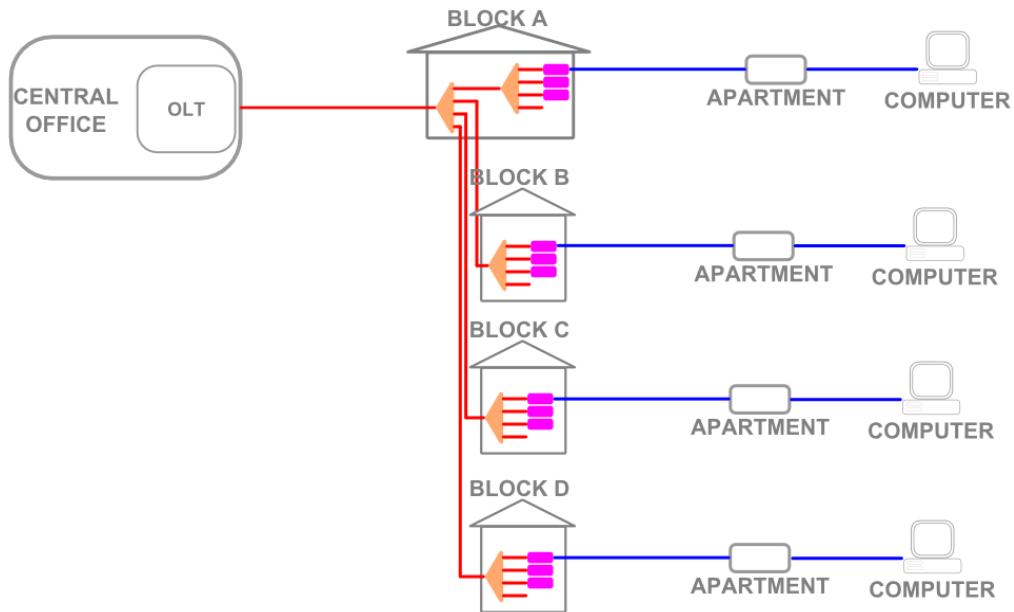 BLOCK A
CENTRAL
OFFICE
OLT
APARTMENT
COMPUTER
BLOCK B
APARTMENT
COMPUTER
BLOCK C
APARTMENT
COMPUTER
BLOCK D
APARTMENT
COMPUTER